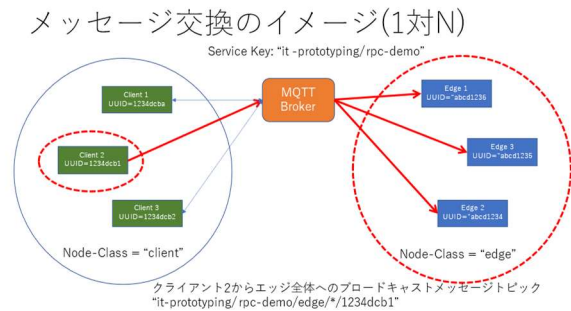 メッセージ交換のイメージ(1対N)
Service Key: “it -prototyping/rpc-demo”
Client 1
UUID=1234dcba
MQTT
Broker
Edge 1
UUID=“abcd1236
Client 2
UUID=1234dcb1
Edge 3
UUID=“abcd1235
Client 3
UUID=1234dcb2
Edge 2
UUID=“abcd1234
Node-Class = “client”
Node-Class = “edge”
クライアント2からエッジ全体へのブロードキャストメッセージトピック
“it-prototyping/ rpc-demo/edge/*/1234dcb1”